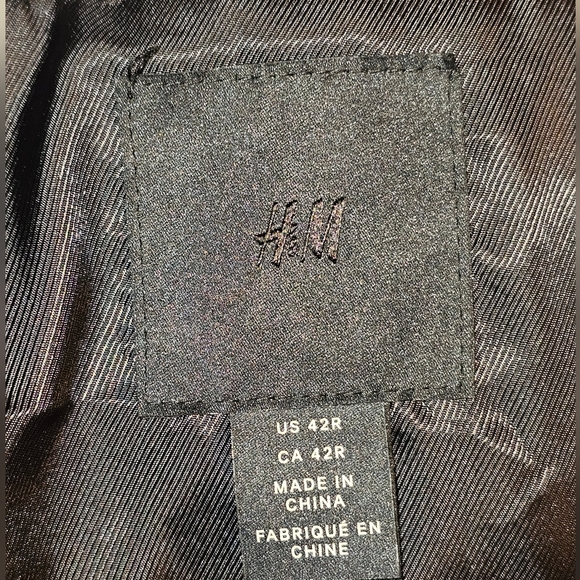 H&M
US 42R
CA 42R
MADE IN
CHINA
FABRIQUÉ EN
CHINE